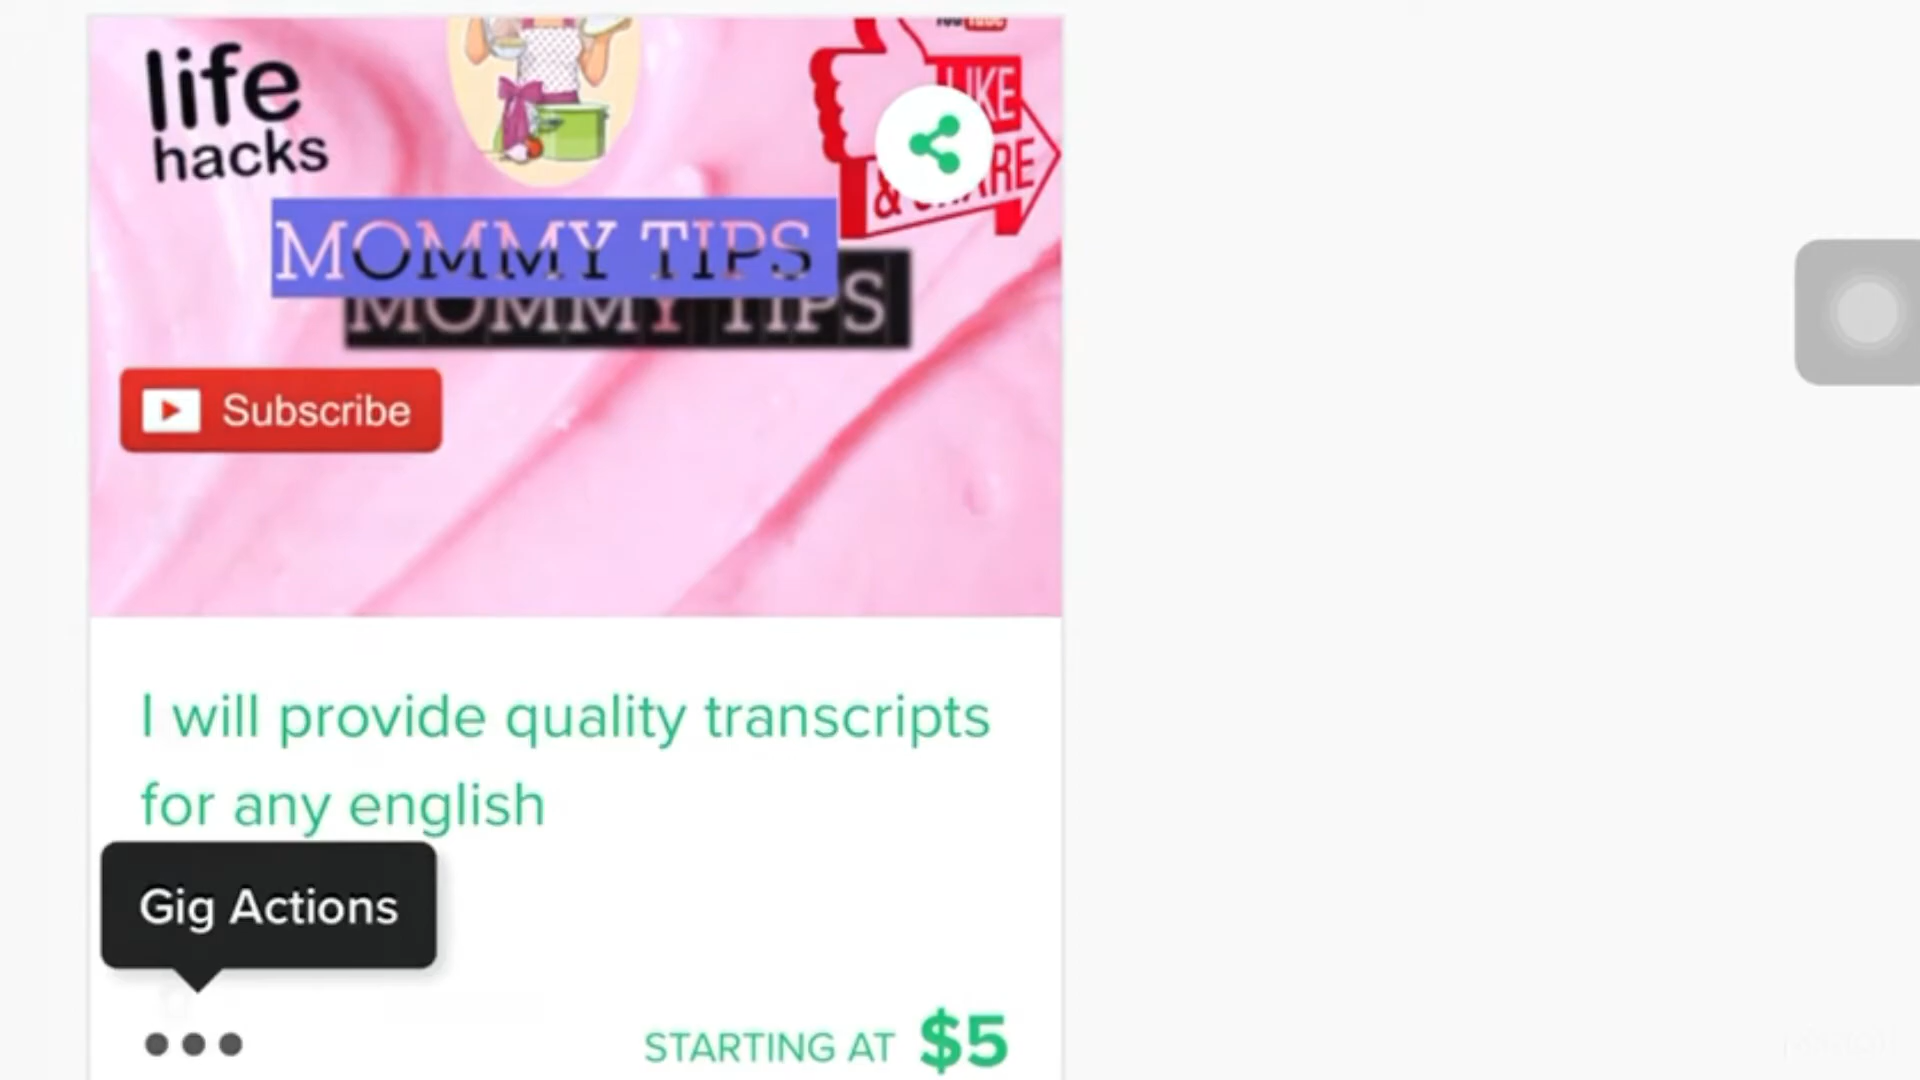 life
hacks
LIKE
MOMMY TIPS
MOMMY TIPS
Subscribe
I will provide quality transcripts
for any english
Gig Actions
STARTING AT $5